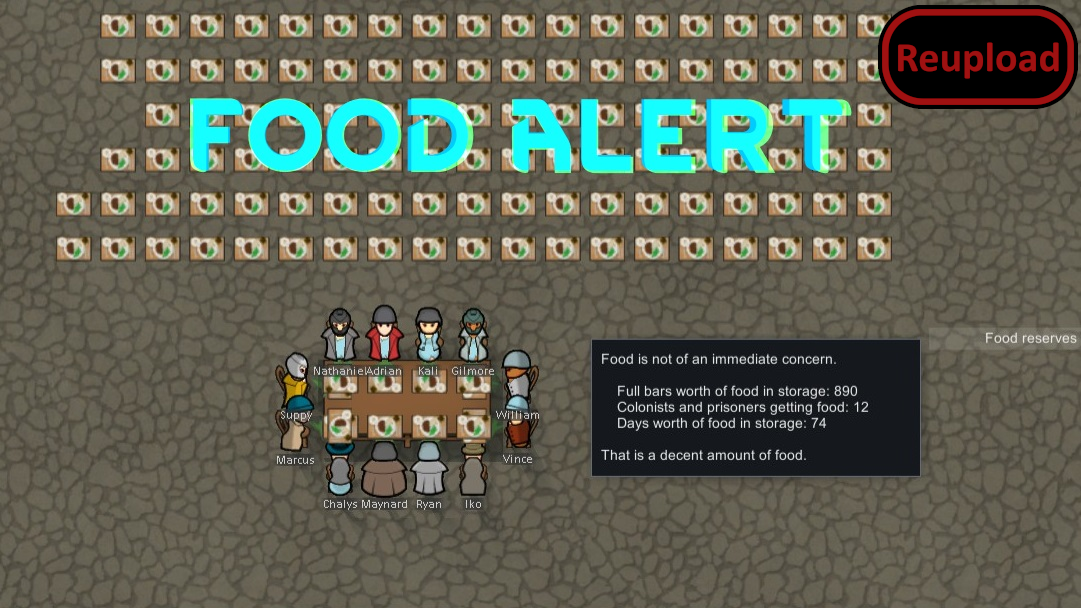 Reupload
FOOD ALERT
Food reserves
Nathaniel Adrian Kali Gilmore
Suppy
William
Marcus
Vince
Chalys Maynard Ryan Iko
Food is not of an immediate concern.
Full bars worth of food in storage: 890
Colonists and prisoners getting food: 12
Days worth of food in storage: 74
That is a decent amount of food.